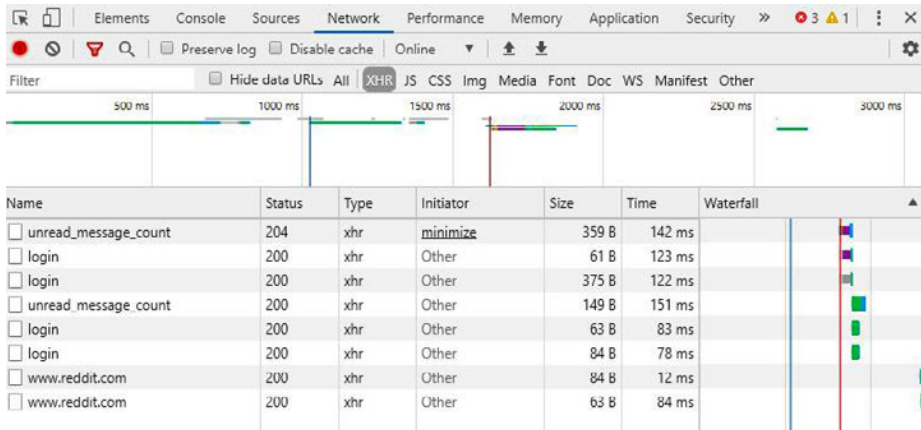 Elements Console Sources Network Performance Memory Application Security » 3 1
Preserve log Disable cache Online
Filter Hide data URLs All XHR JS CSS Img Media Font Doc WS Manifest Other
500 ms 1000 ms 1500 ms 2000 ms 2500 ms 3000 ms
Name Status Type Initiator Size Time Waterfall
unread_message_count 204 xhr minimize 359 B 142 ms
login 200 xhr Other 61 B 123 ms
login 200 xhr Other 375 B 122 ms
unread_message_count 200 xhr Other 149 B 151 ms
login 200 xhr Other 63 B 83 ms
login 200 xhr Other 84 B 78 ms
www.reddit.com 200 xhr Other 84 B 12 ms
www.reddit.com 200 xhr Other 63 B 84 ms